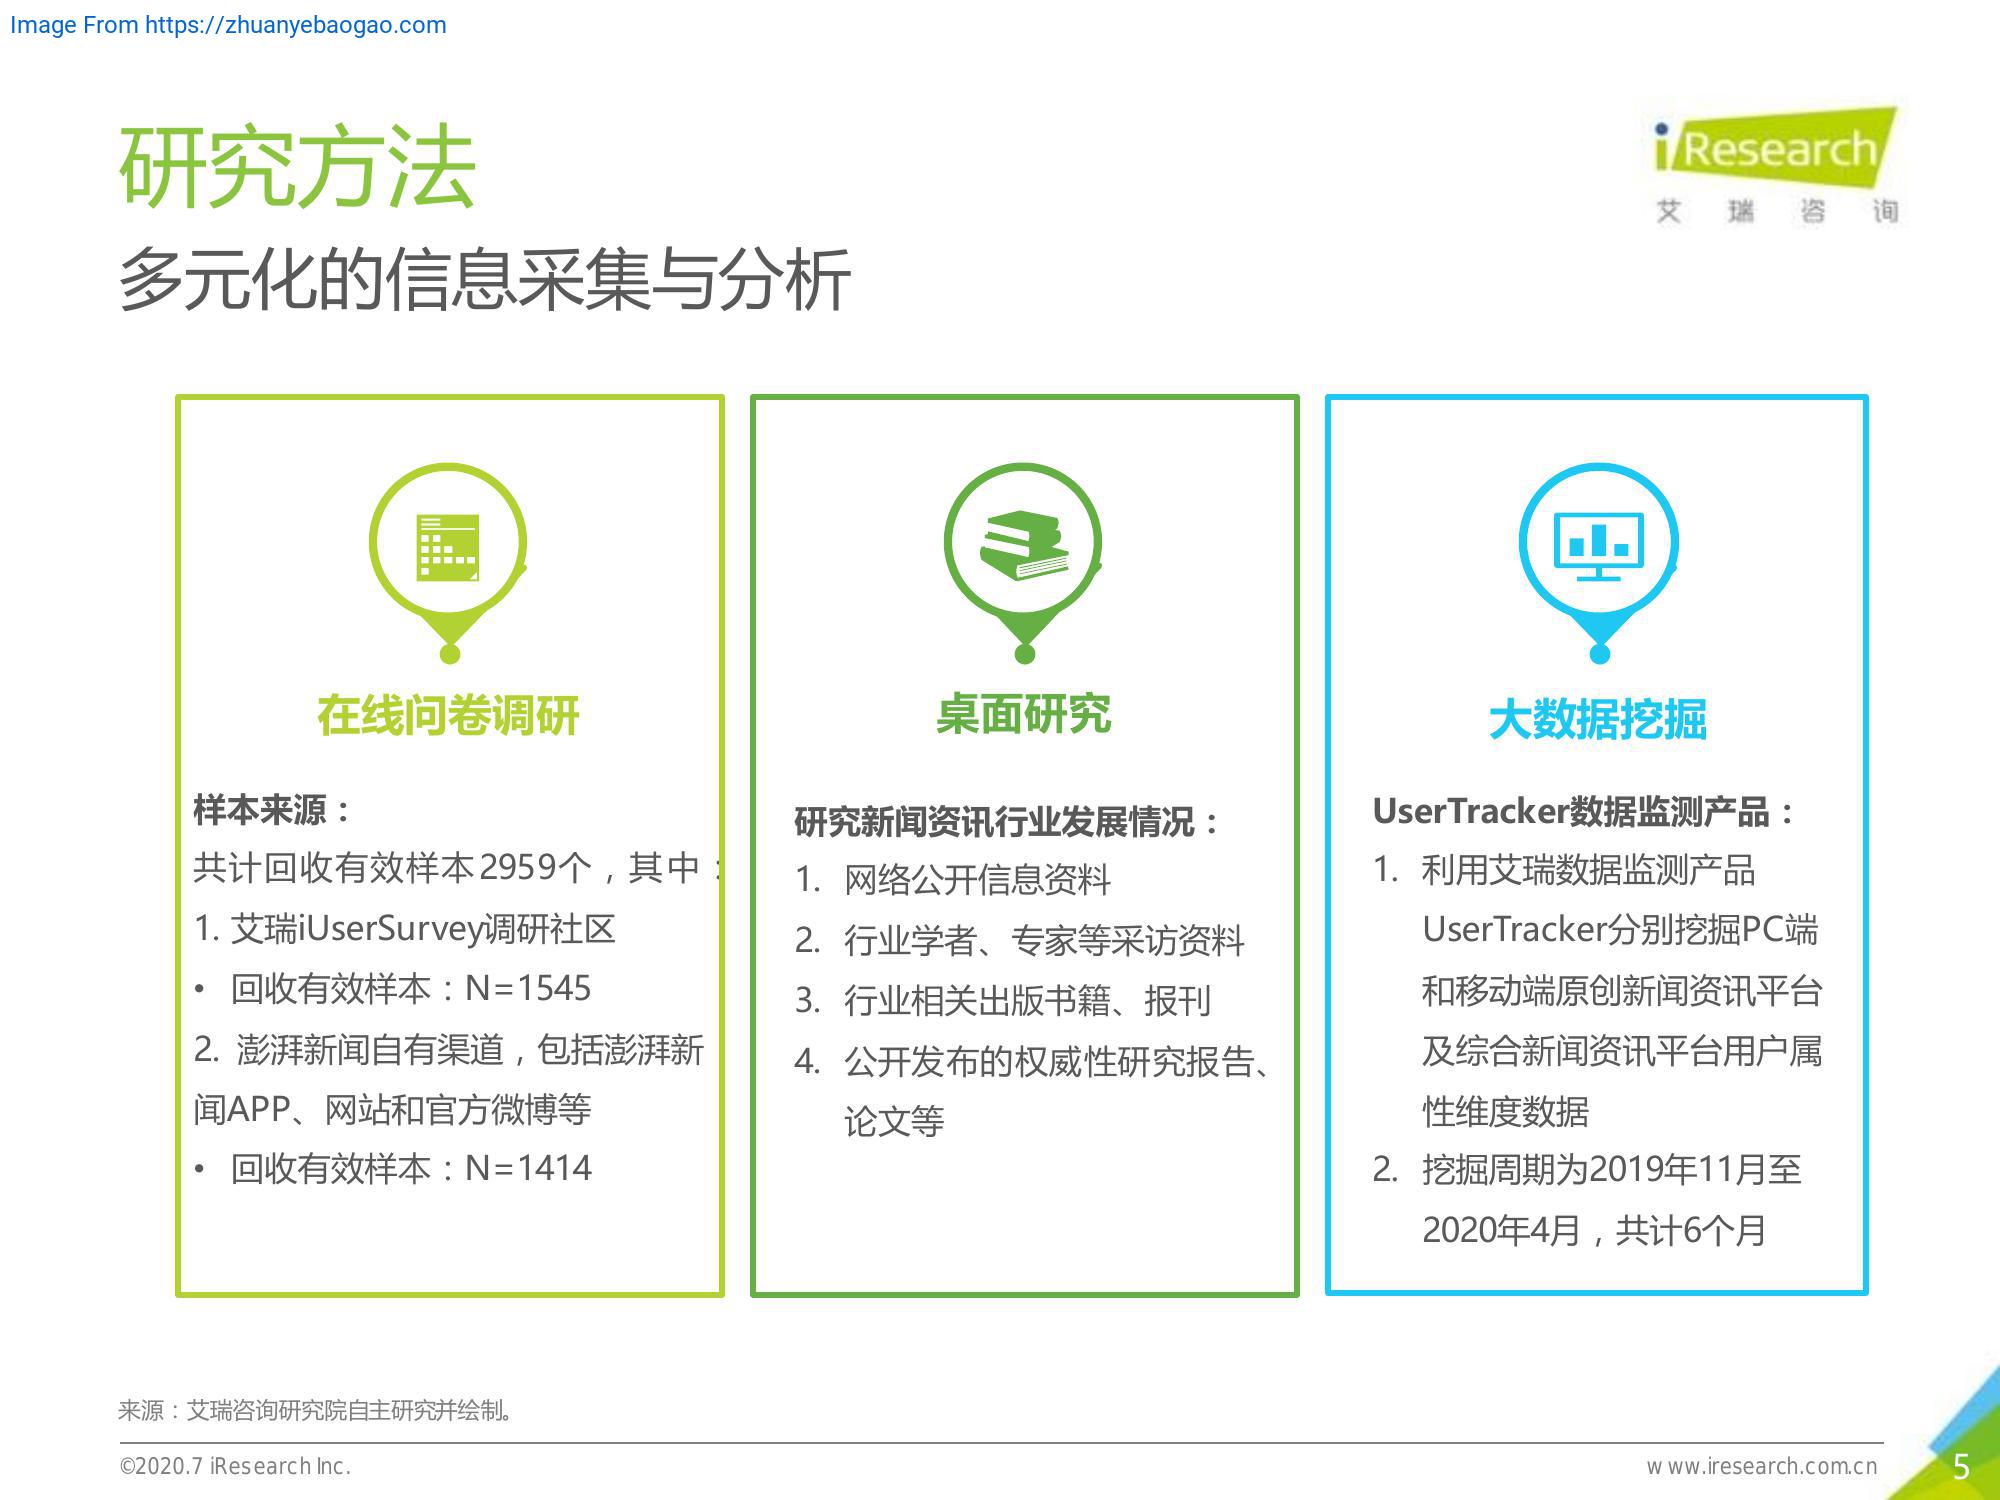 Image From https://zhuanyebaogao.com
研究方法
iResearch
艾瑞咨询
多元化的信息采集与分析
在线问卷调研
样本来源：
共计回收有效样本2959个，其中：
1. 艾瑞iUserSurvey调研社区
• 回收有效样本：N=1545
2. 澎湃新闻自有渠道，包括澎湃新
闻APP、网站和官方微博等
• 回收有效样本：N=1414
桌面研究
研究新闻资讯行业发展情况：
1. 网络公开信息资料
2. 行业学者、专家等采访资料
3. 行业相关出版书籍、报刊
4. 公开发布的权威性研究报告、
论文等
大数据挖掘
UserTracker数据监测产品：
1. 利用艾瑞数据监测产品
UserTracker分别挖掘PC端
和移动端原创新闻资讯平台
及综合新闻资讯平台用户属
性维度数据
2. 挖掘周期为2019年11月至
2020年4月，共计6个月
来源：艾瑞咨询研究院自主研究并绘制。
©2020.7 iResearch Inc.
www.iresearch.com.cn
5